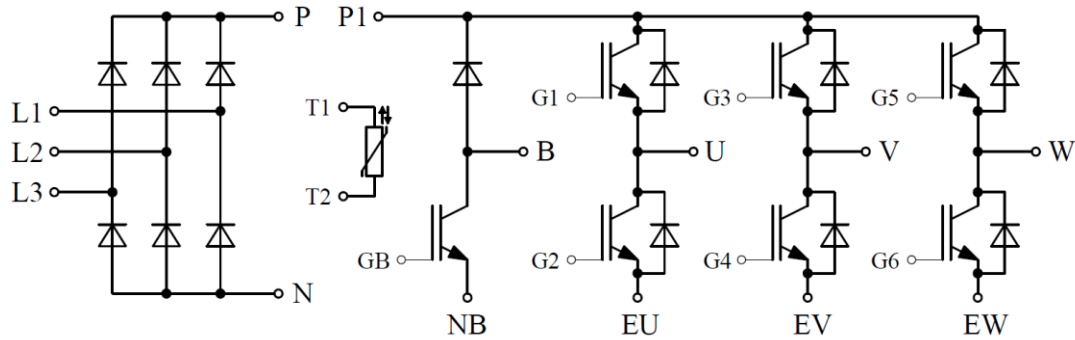 P P1
G1 G3 G5
L1 T1
L2 B U V W
L3 T2
GB G2 G4 G6
N NB EU EV EW